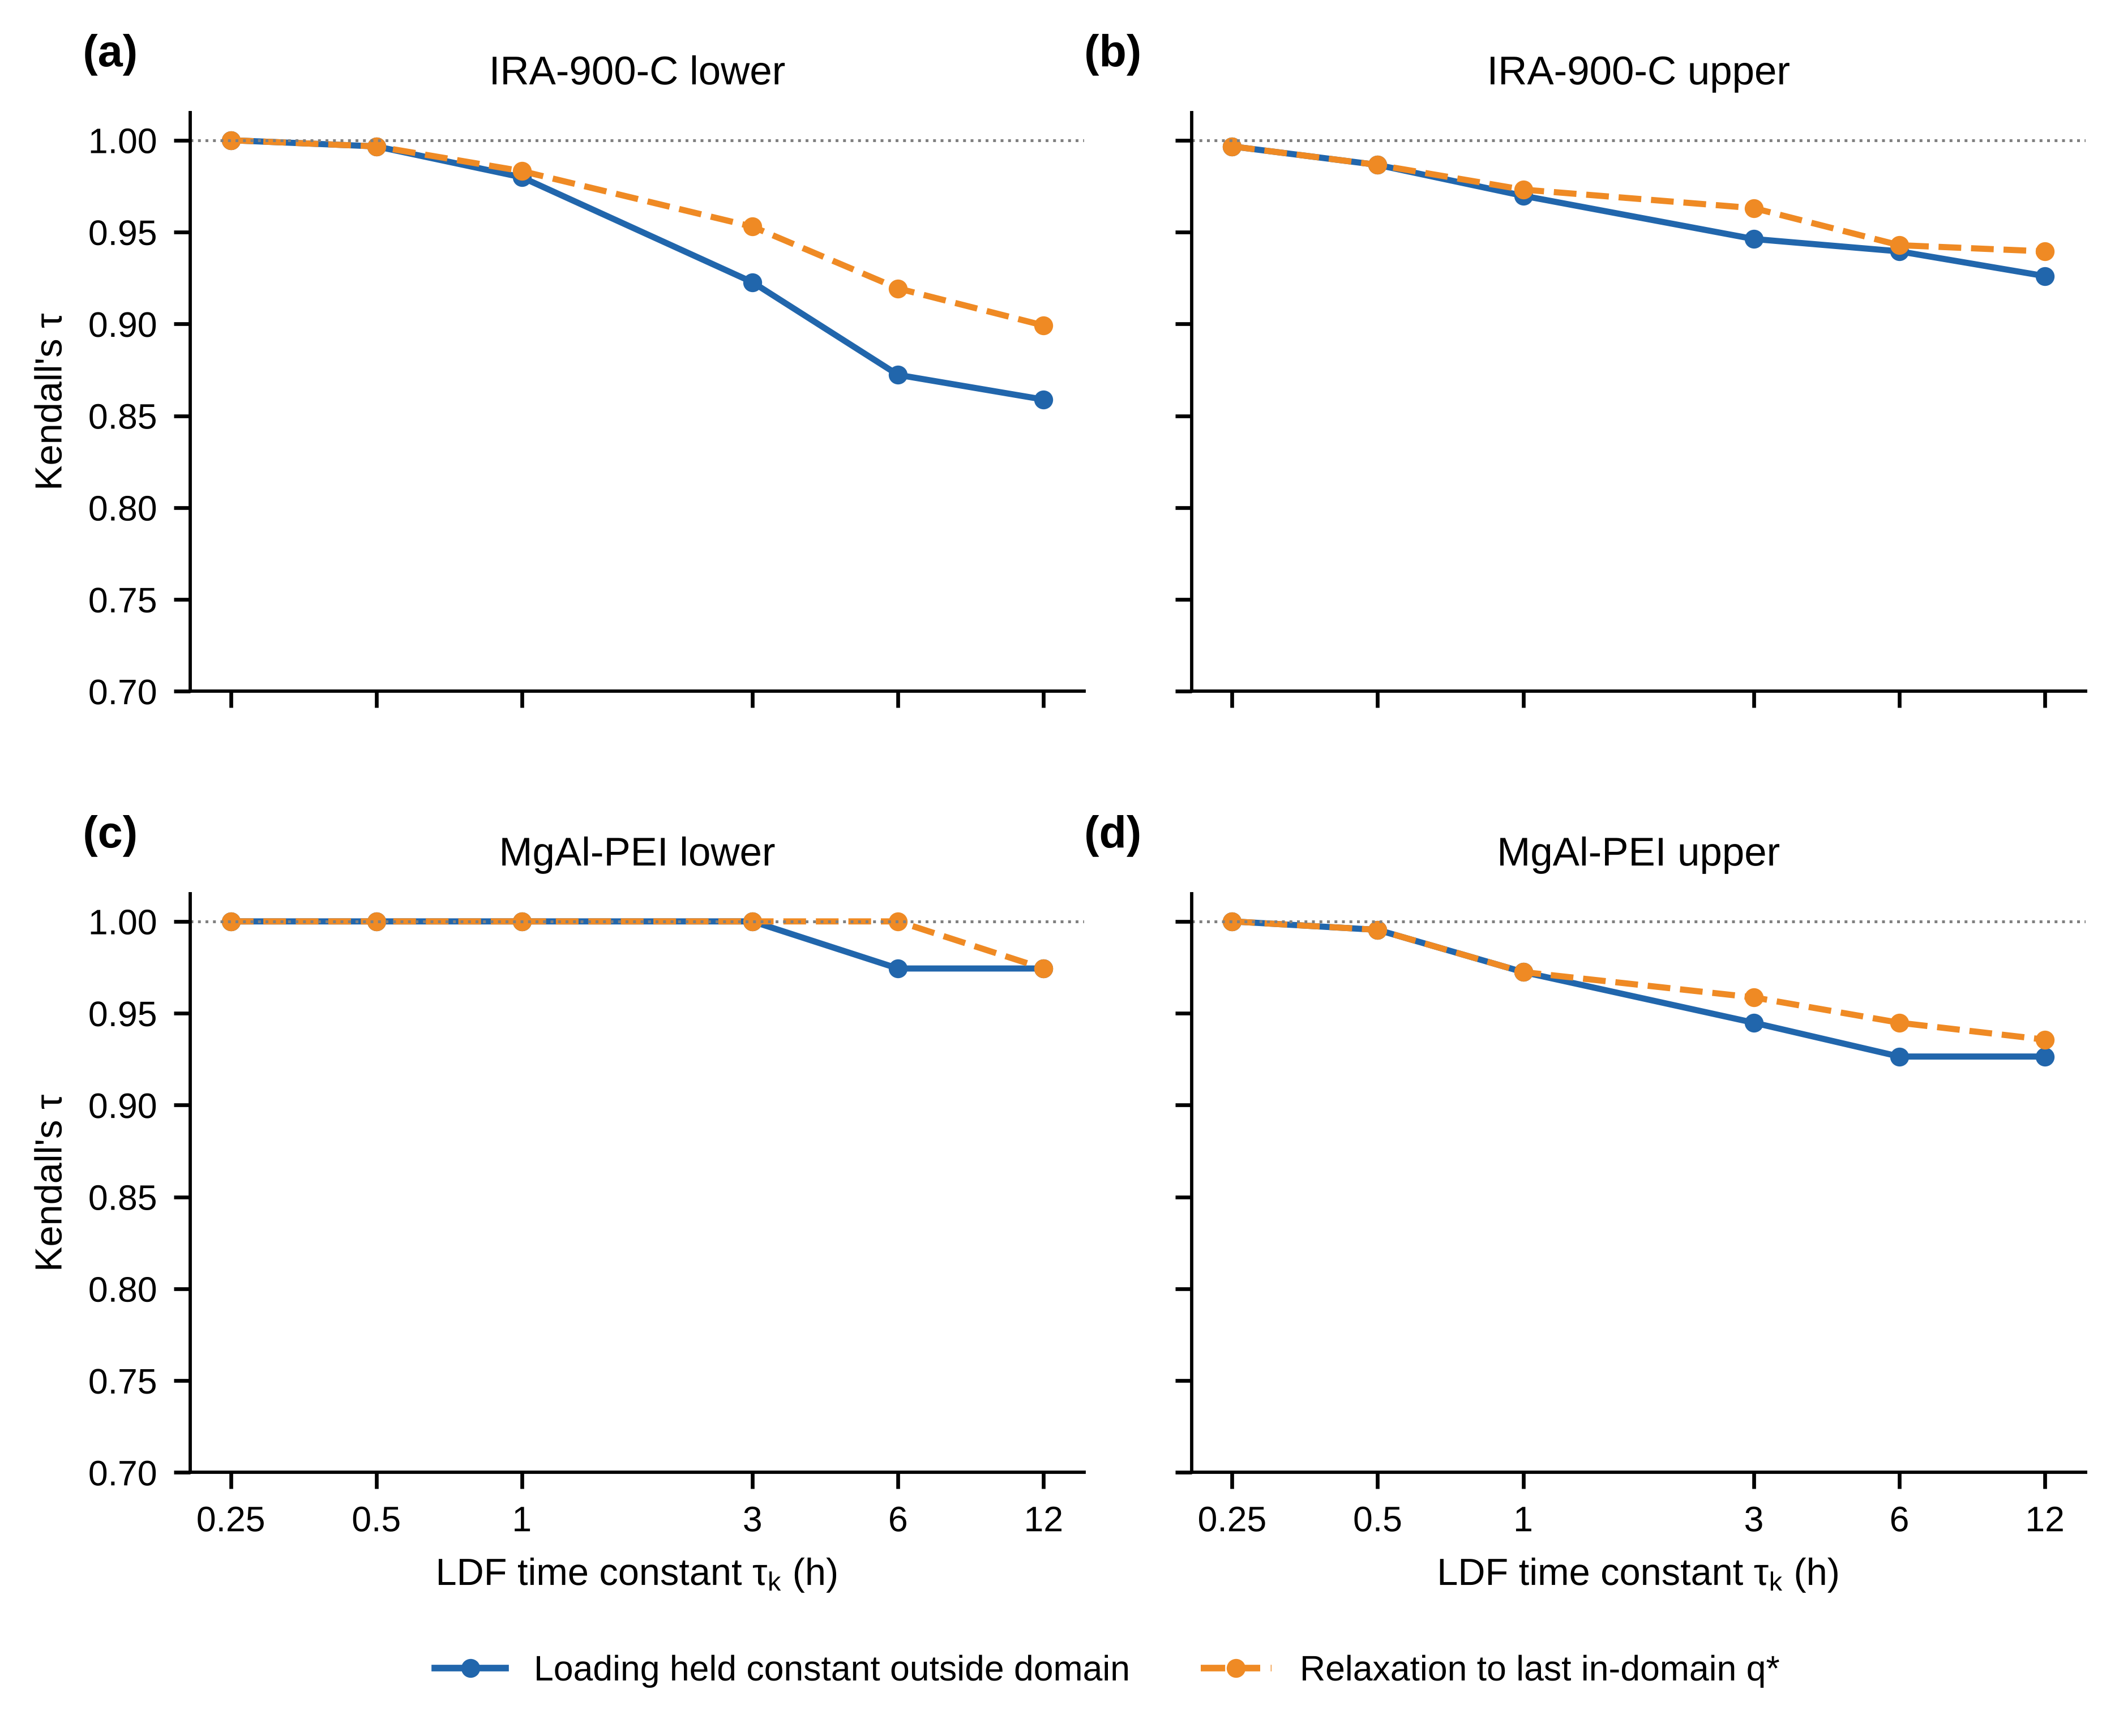 (a)
IRA-900-C lower
Kendall's τ
1.00
0.95
0.90
0.85
0.80
0.75
0.70
(b)
IRA-900-C upper
(c)
MgAl-PEI lower
Kendall's τ
1.00
0.95
0.90
0.85
0.80
0.75
0.70
0.25 0.5 1 3 6 12
LDF time constant τk (h)
(d)
MgAl-PEI upper
0.25 0.5 1 3 6 12
LDF time constant τk (h)
Loading held constant outside domain
Relaxation to last in-domain q*